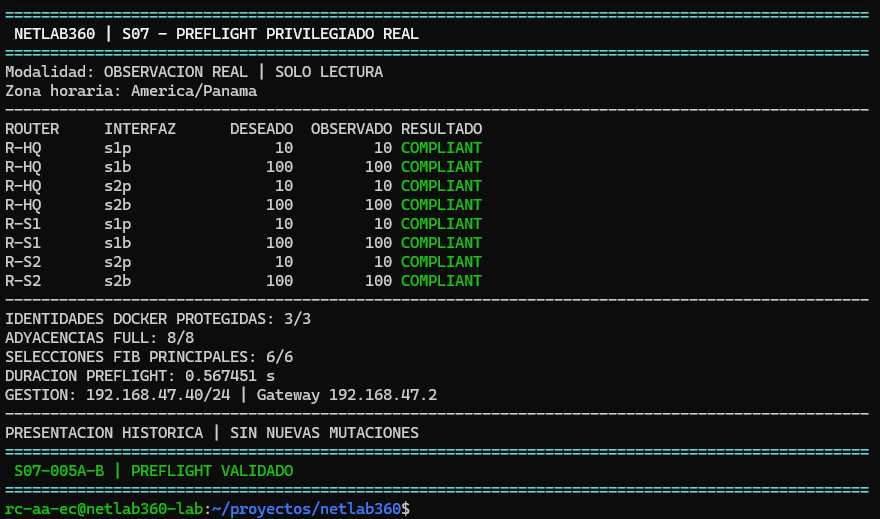 ================================================================================================
 NETLAB360 | S07 - PREFLIGHT PRIVILEGIADO REAL
================================================================================================
Modalidad: OBSERVACION REAL | SOLO LECTURA
Zona horaria: America/Panama
------------------------------------------------------------------------------------------------
ROUTER     INTERFAZ      DESEADO  OBSERVADO RESULTADO
R-HQ       s1p                10         10 COMPLIANT
R-HQ       s1b               100        100 COMPLIANT
R-HQ       s2p                10         10 COMPLIANT
R-HQ       s2b               100        100 COMPLIANT
R-S1       s1p                10         10 COMPLIANT
R-S1       s1b               100        100 COMPLIANT
R-S2       s2p                10         10 COMPLIANT
R-S2       s2b               100        100 COMPLIANT
------------------------------------------------------------------------------------------------
IDENTIDADES DOCKER PROTEGIDAS: 3/3
ADYACENCIAS FULL: 8/8
SELECCIONES FIB PRINCIPALES: 6/6
DURACION PREFLIGHT: 0.567451 s
GESTION: 192.168.47.40/24 | Gateway 192.168.47.2
------------------------------------------------------------------------------------------------
PRESENTACION HISTORICA | SIN NUEVAS MUTACIONES
================================================================================================
 S07-005A-B | PREFLIGHT VALIDADO
================================================================================================
rc-aa-ec@netlab360-lab:~/proyectos/netlab360$